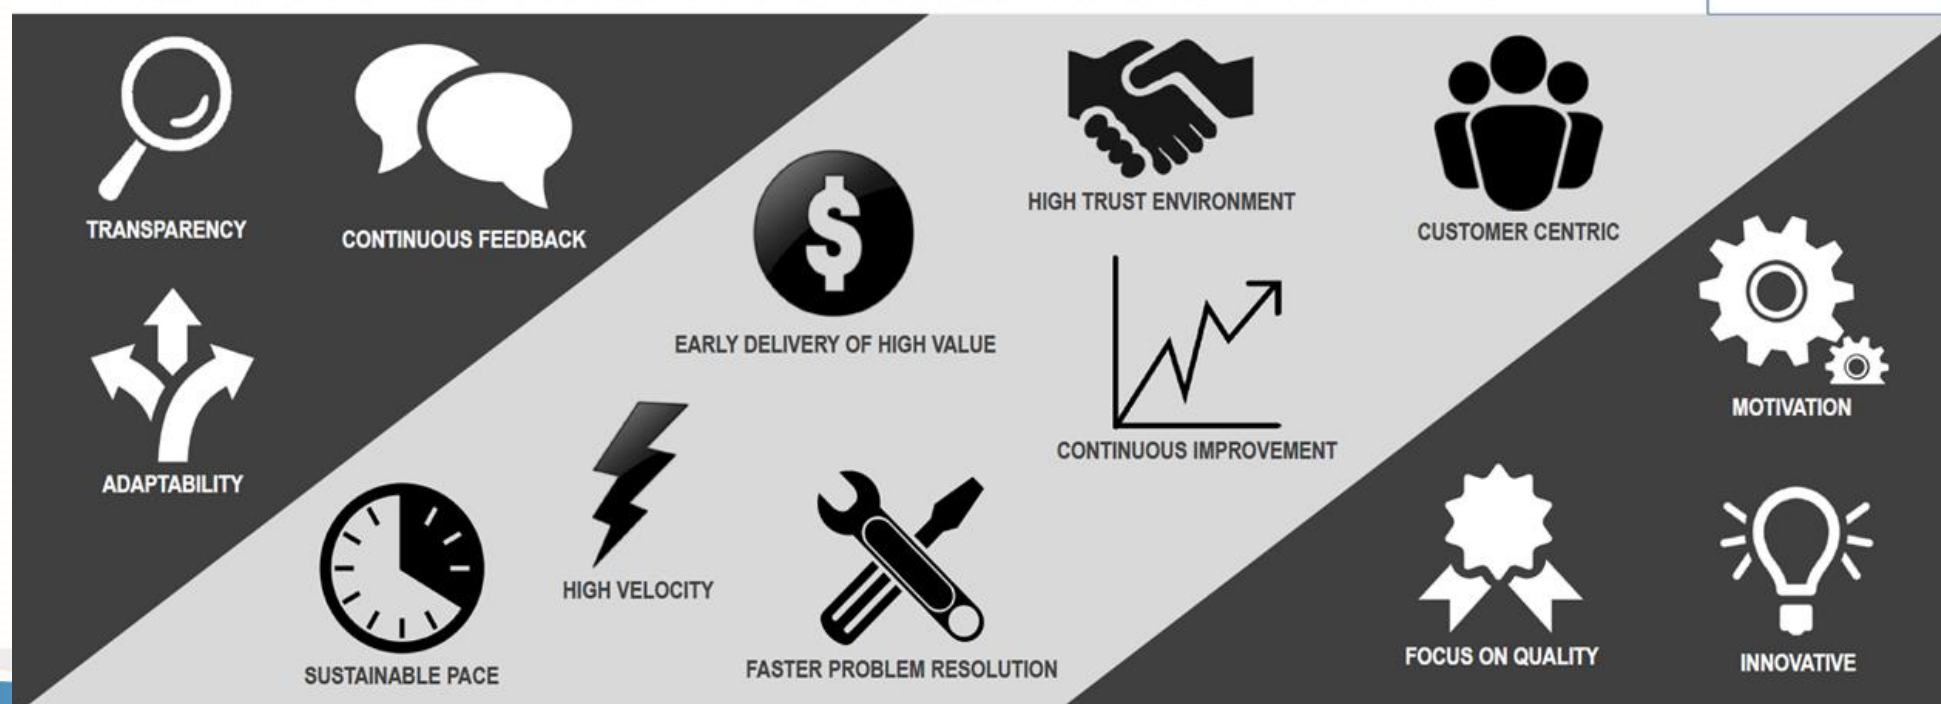 TRANSPARENCY
CONTINUOUS FEEDBACK
ADAPTABILITY
SUSTAINABLE PACE
HIGH VELOCITY
EARLY DELIVERY OF HIGH VALUE
FASTER PROBLEM RESOLUTION
HIGH TRUST ENVIRONMENT
CONTINUOUS IMPROVEMENT
CUSTOMER CENTRIC
MOTIVATION
FOCUS ON QUALITY
INNOVATIVE